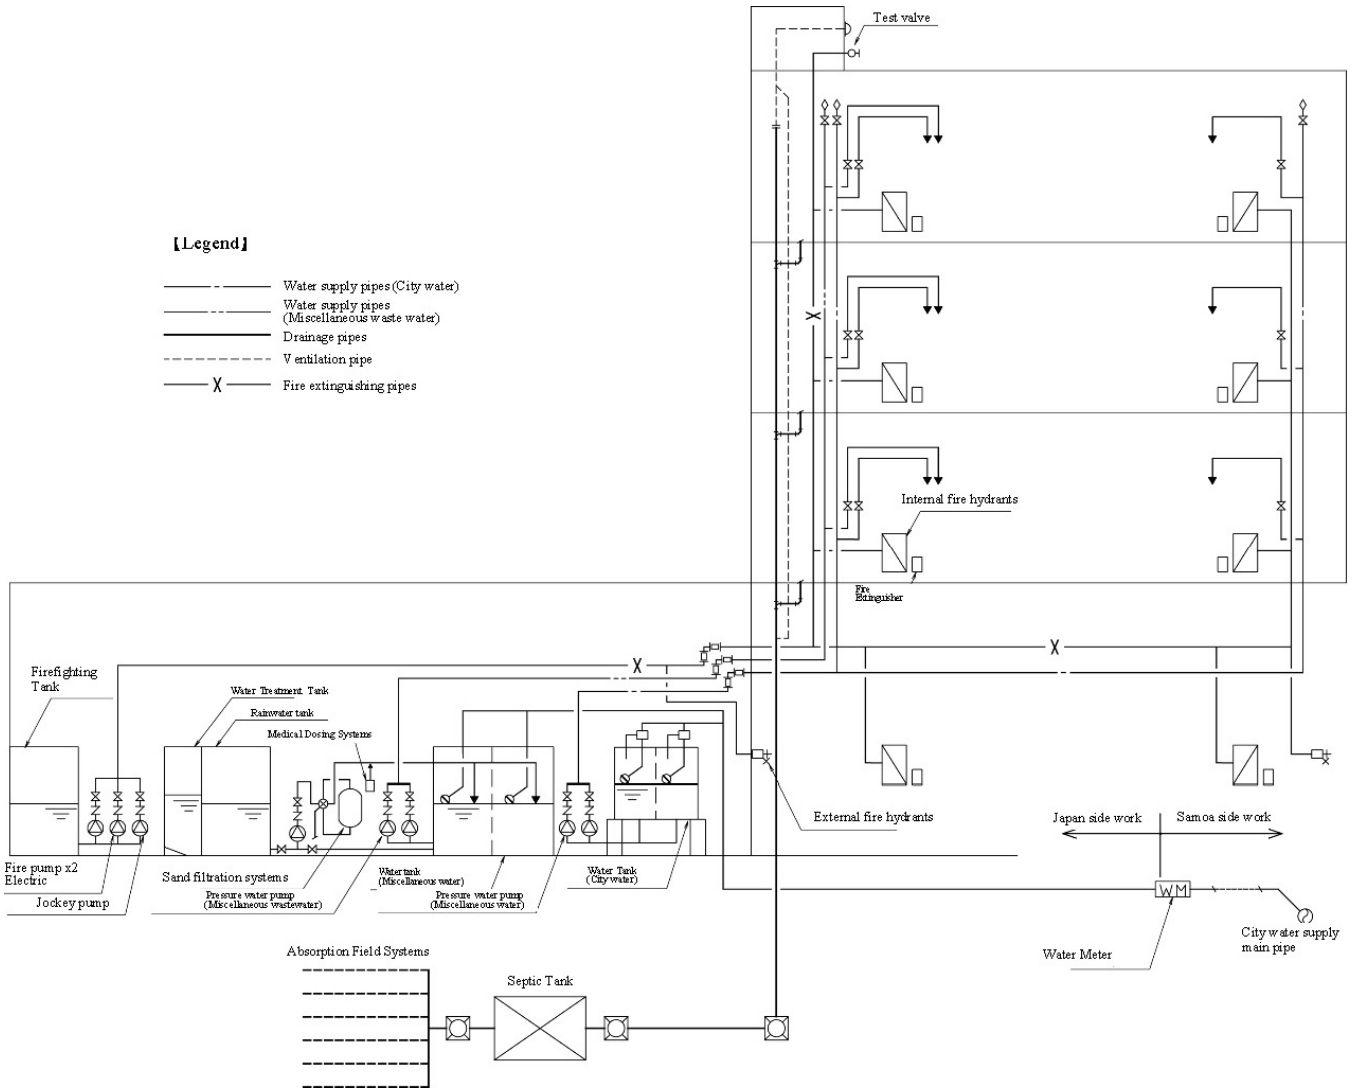 Test valve
【Legend】
Water supply pipes (City water)
Water supply pipes
(Miscellaneous waste water)
Drainage pipes
Ventilation pipe
X
Fire extinguishing pipes
X
Internal fire hydrants
Fire
Extinguisher
X
X
Firefighting
Tank
Water Treatment Tank
Rainwater tank
Medical Dosing Systems
External fire hydrants
Japan side work
Samoa side work
Fire pump x2
Electric
Jockey pump
Sand filtration systems
Pressure water pump
(Miscellaneous wastewater)
Water tank
(Miscellaneous water)
Pressure water pump
(Miscellaneous water)
Water Tank
(City water)
WM
City water supply
main pipe
Water Meter
Absorption Field Systems
Septic Tank